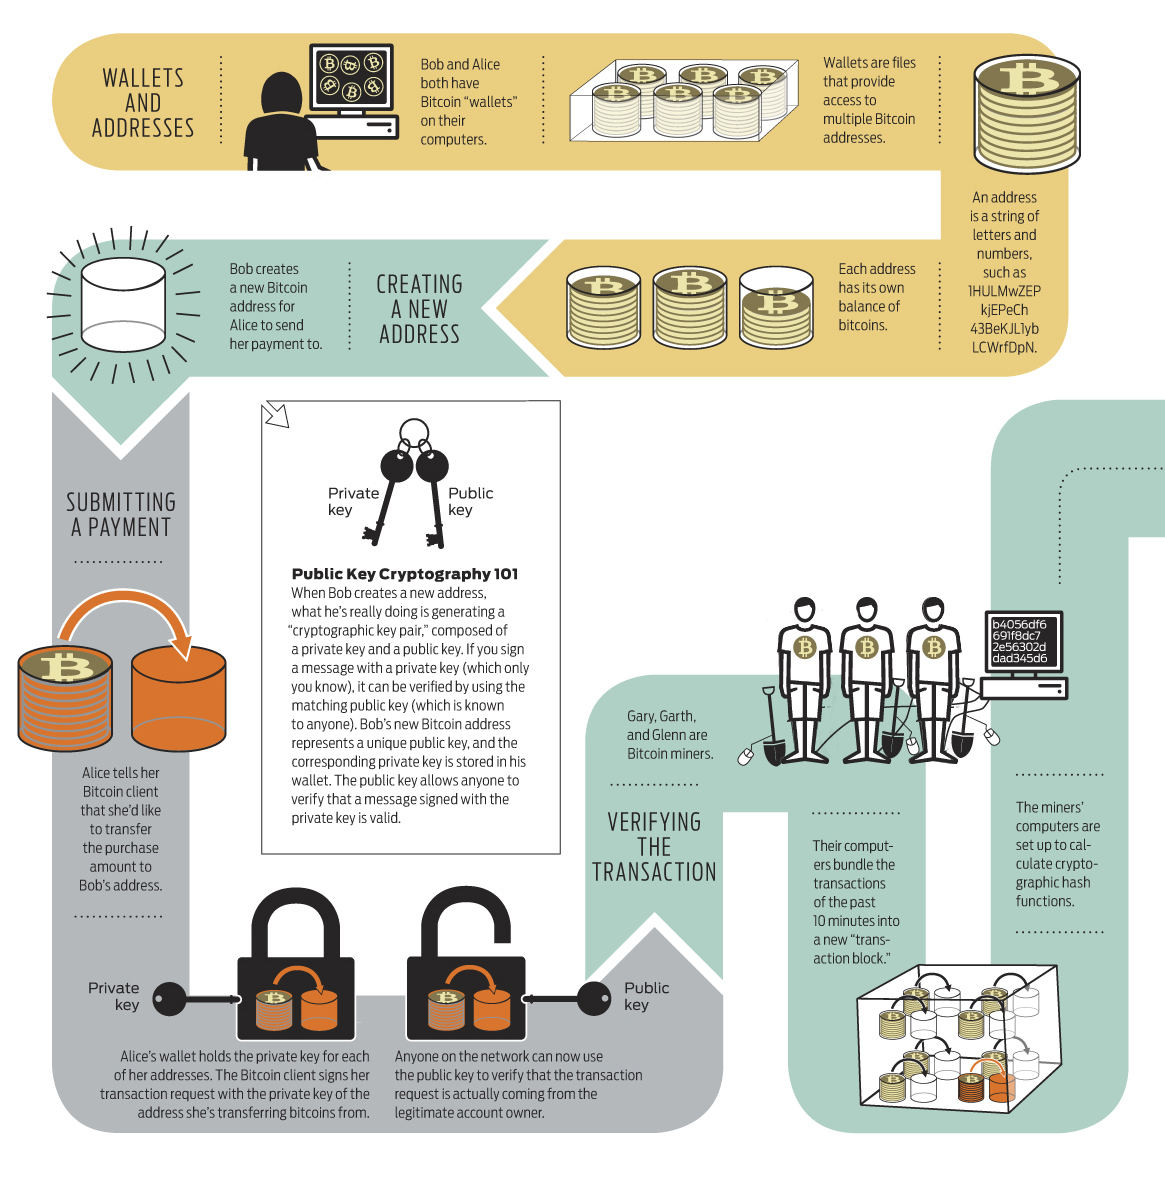 WALLETS
AND
ADDRESSES
Bob and Alice
both have
Bitcoin “wallets”
on their
computers.
Wallets are files
that provide
access to
multiple Bitcoin
addresses.
An address
is a string of
letters and
numbers,
such as
1HULMwZEP
kjEPeCh
43BeKJL1yb
LCWrfDpN.
Each address
has its own
balance of
bitcoins.
CREATING
A NEW
ADDRESS
Bob creates
a new Bitcoin
address for
Alice to send
her payment to.
SUBMITTING
A PAYMENT
Alice tells her
Bitcoin client
that she’d like
to transfer
the purchase
amount to
Bob’s address.
Private
key
Public
key
Public Key Cryptography 101
When Bob creates a new address,
what he’s really doing is generating a
“cryptographic key pair,” composed of
a private key and a public key. If you sign
a message with a private key (which only
you know), it can be verified by using the
matching public key (which is known
to anyone). Bob’s new Bitcoin address
represents a unique public key, and the
corresponding private key is stored in his
wallet. The public key allows anyone to
verify that a message signed with the
private key is valid.
Private
key
Public
key
Alice’s wallet holds the private key for each
of her addresses. The Bitcoin client signs her
transaction request with the private key of the
address she’s transferring bitcoins from.
Anyone on the network can now use
the public key to verify that the transaction
request is actually coming from the
legitimate account owner.
VERIFYING
THE
TRANSACTION
Gary, Garth,
and Glenn are
Bitcoin miners.
b4056df6
691f8dc7
2e56302d
dad345d6
Their comput-
ers bundle the
transactions
of the past
10 minutes into
a new “trans-
action block.”
The miners’
computers are
set up to cal-
culate crypto-
graphic hash
functions.